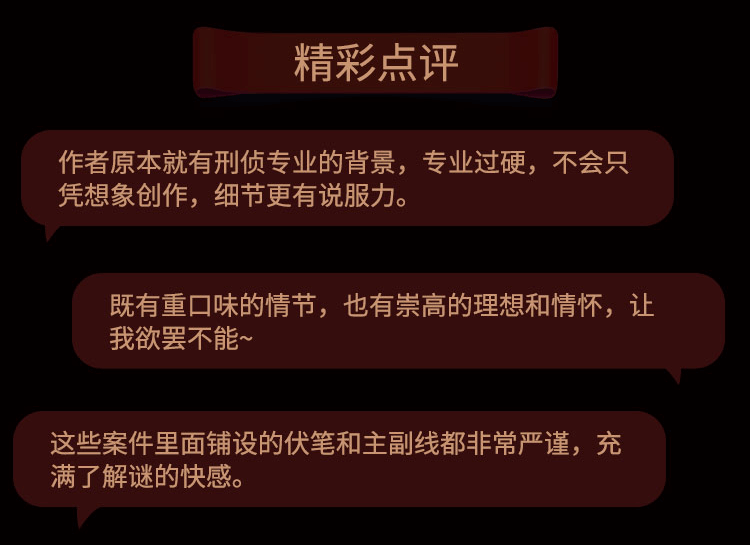 精彩点评
作者原本就有刑侦专业的背景，专业过硬，不会只
凭想象创作，细节更有说服力。
既有重口味的情节，也有崇高的理想和情怀，让
我欲罢不能~
这些案件里面铺设的伏笔和主副线都非常严谨，充
满了解谜的快感。